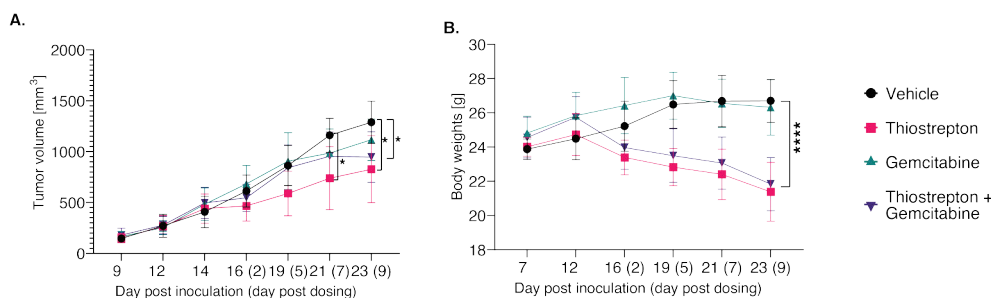 A.
Tumor volume [mm³]
2000
1500
1000
500
0
*
*
*
9 12 14 16 (2) 19 (5) 21 (7) 23 (9)
Day post inoculation (day post dosing)
B.
Body weights [g]
30
28
26
24
22
20
18
****
7 12 16 (2) 19 (5) 21 (7) 23 (9)
Day post inoculation (day post dosing)
Vehicle
Thiostrepton
Gemcitabine
Thiostrepton +
Gemcitabine